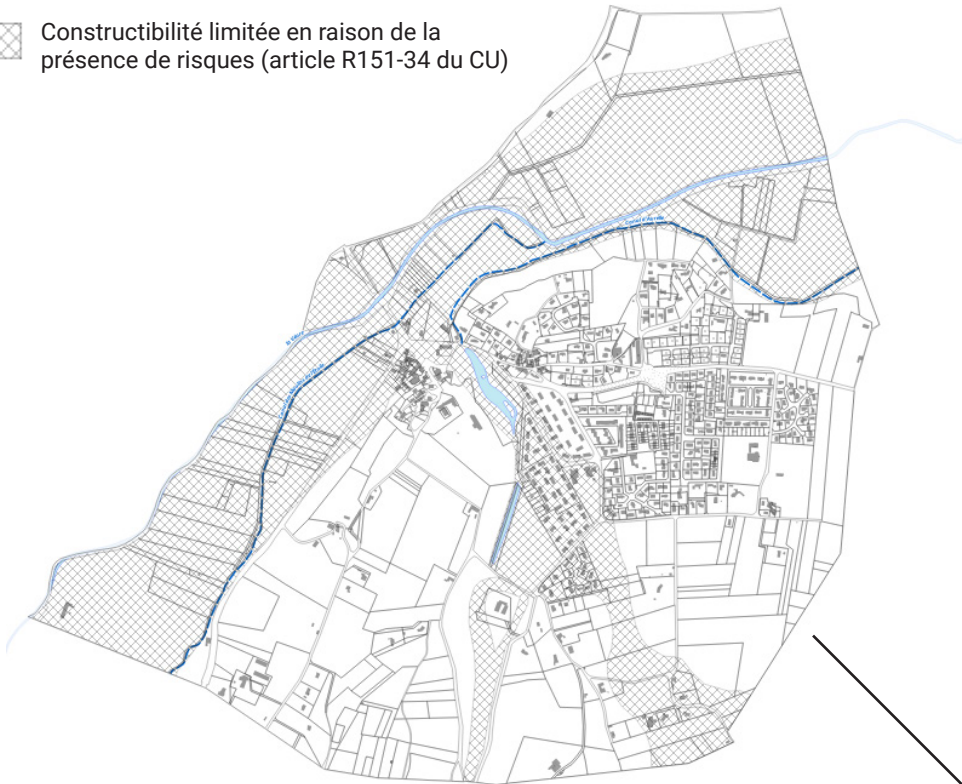 Constructibilité limitée en raison de la
présence de risques (article R151-34 du CU)